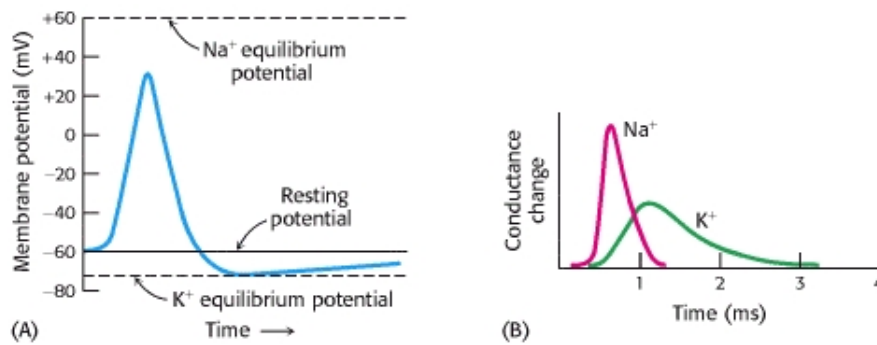 Membrane potential (mV)
+60
+40
+20
0
−20
−40
−60
−80
Na⁺ equilibrium
potential
Resting
potential
K⁺ equilibrium potential
(A)
Time
Conductance
change
Na⁺
K⁺
1
2
3
4
Time (ms)
(B)